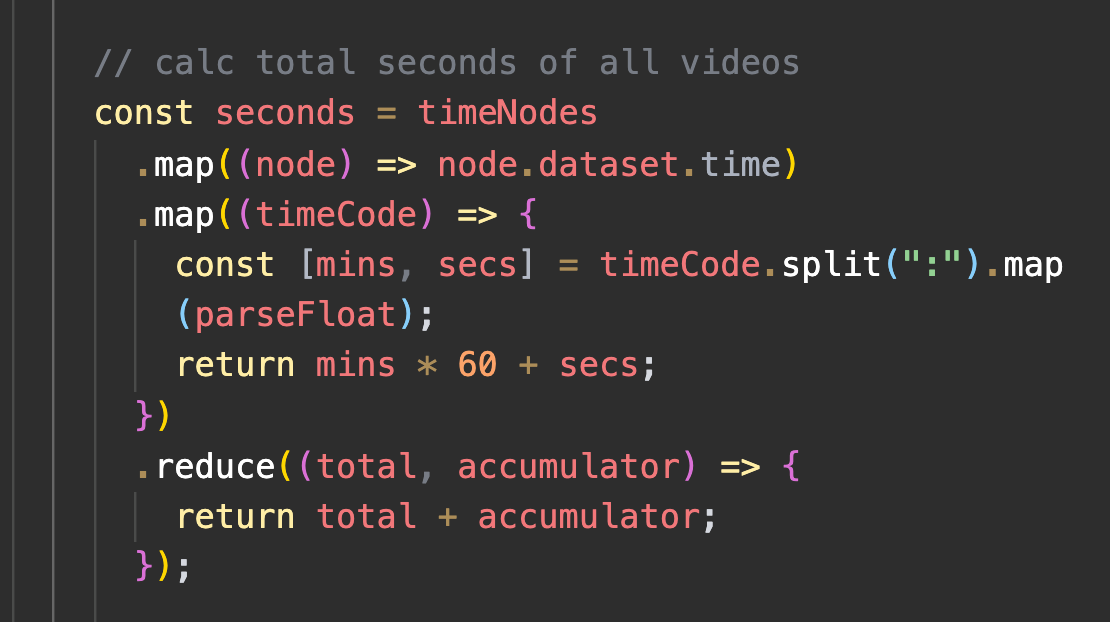 // calc total seconds of all videos
const seconds = timeNodes
.map((node) => node.dataset.time)
.map((timeCode) => {
const [mins, secs] = timeCode.split(":").map
(parseFloat);
return mins * 60 + secs;
})
.reduce((total, accumulator) => {
return total + accumulator;
});